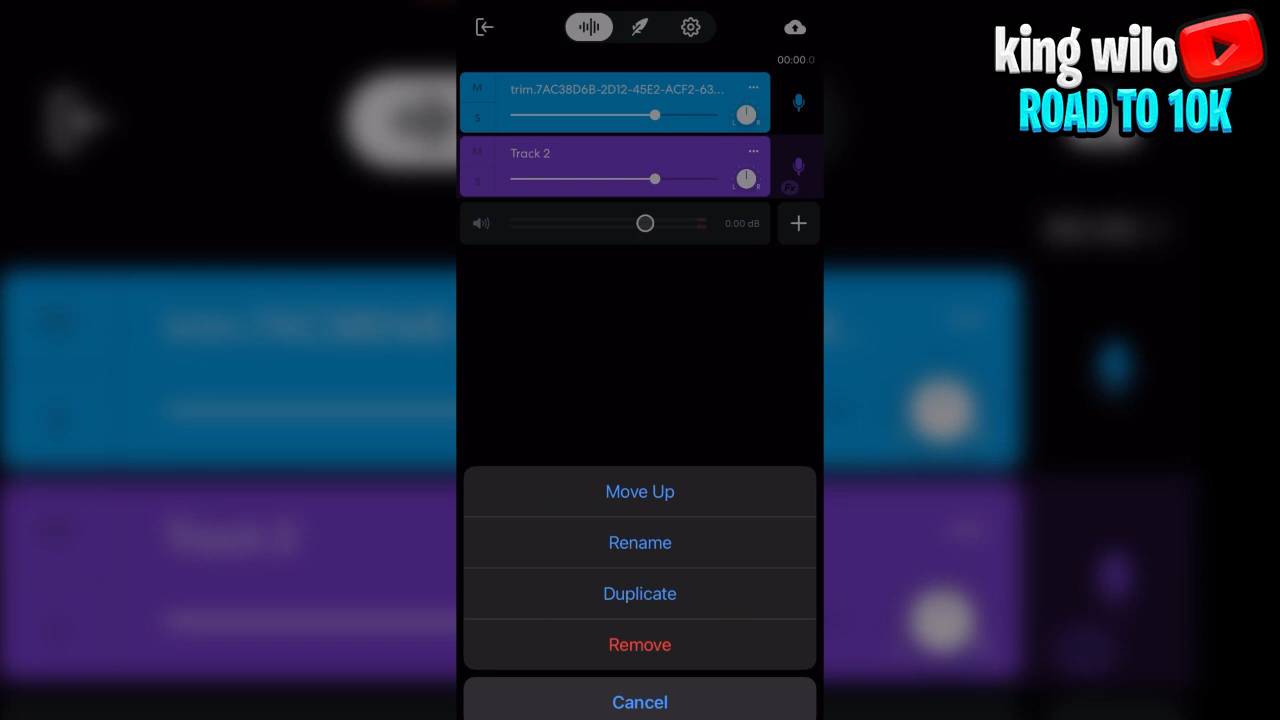 king wilo
ROAD TO 10K
00:00.0
M
trim.7AC38D6B-2D12-45E2-ACF2-63...
S
L
R
M
Track 2
S
L
R
Fx
0.00 dB
Move Up
Rename
Duplicate
Remove
Cancel